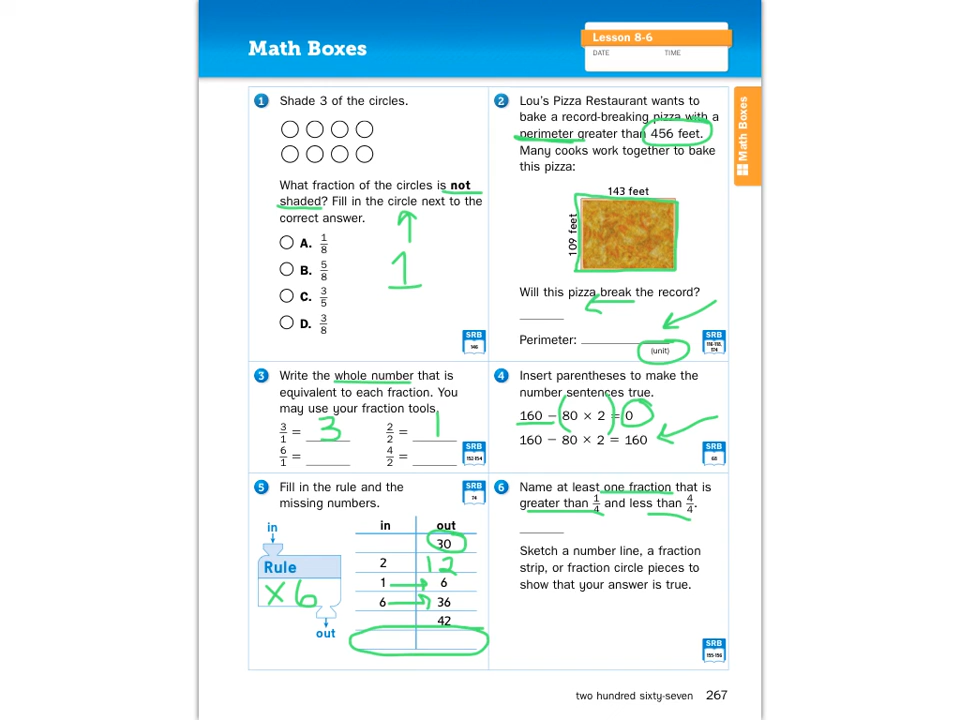 Math Boxes
Lesson 8-6
DATE TIME
Math Boxes
1 Shade 3 of the circles.
What fraction of the circles is not
shaded? Fill in the circle next to the
correct answer.
A. 1/8
B. 5/8
C. 3/5
D. 3/8
1
SRB
146
2 Lou's Pizza Restaurant wants to
bake a record-breaking pizza with a
perimeter greater than 456 feet.
Many cooks work together to bake
this pizza:
143 feet
109 feet
Will this pizza break the record?
Perimeter:
(unit)
SRB
3 Write the whole number that is
equivalent to each fraction. You
may use your fraction tools.
3/1 = 3 2/2 = 1
6/1 = 4/2 =
SRB
152-154
4 Insert parentheses to make the
number sentences true.
160 − (80 × 2) = 0
160 − 80 × 2 = 160
SRB
68
5 Fill in the rule and the
missing numbers.
SRB
74
in
Rule
×6
out
in out
30
2 12
1 6
6 36
42
6 Name at least one fraction that is
greater than 1/4 and less than 4/4.
Sketch a number line, a fraction
strip, or fraction circle pieces to
show that your answer is true.
SRB
155-156
two hundred sixty-seven 267